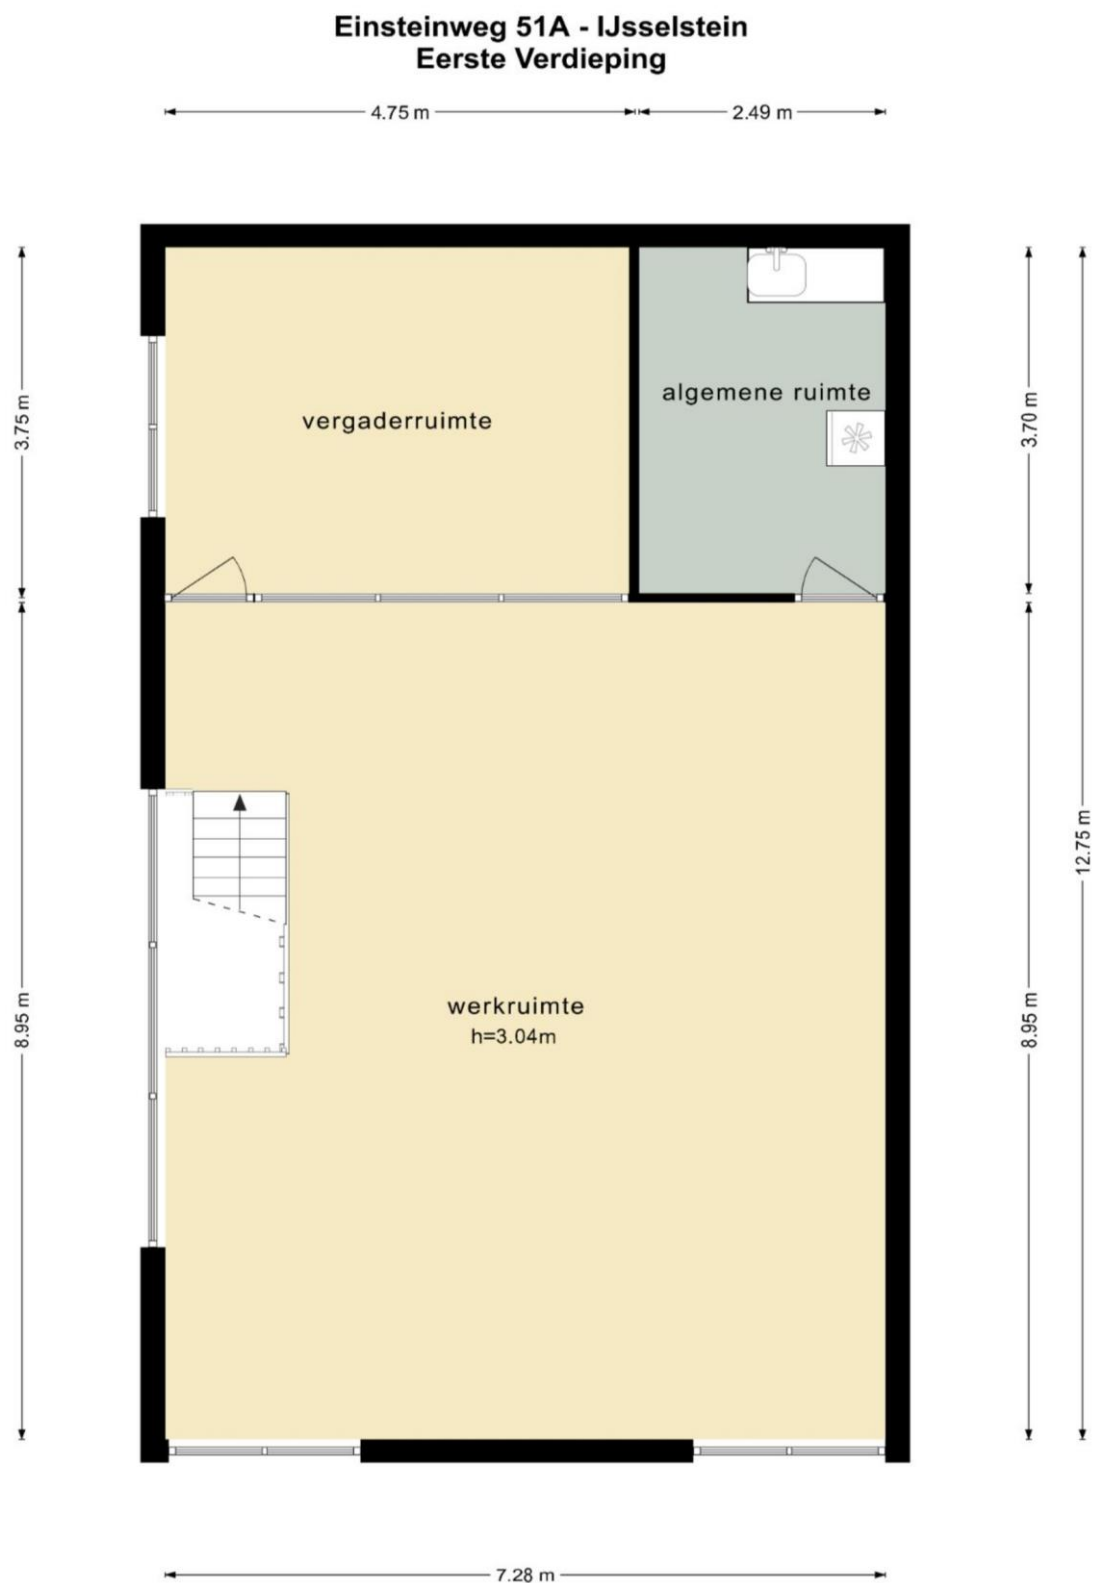 Einsteinweg 51A - IJsselstein
Eerste Verdieping
4.75 m
2.49 m
3.75 m
3.70 m
algemene ruimte
vergaderruimte
12.75 m
8.95 m
8.95 m
werkruimte
h=3.04m
7.28 m